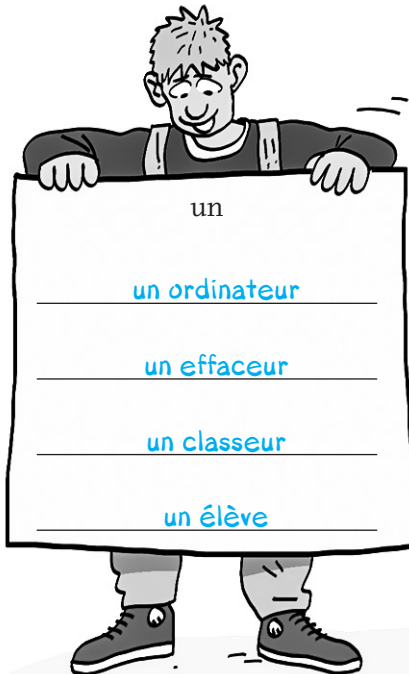 un
un ordinateur
un effaceur
un classeur
un élève